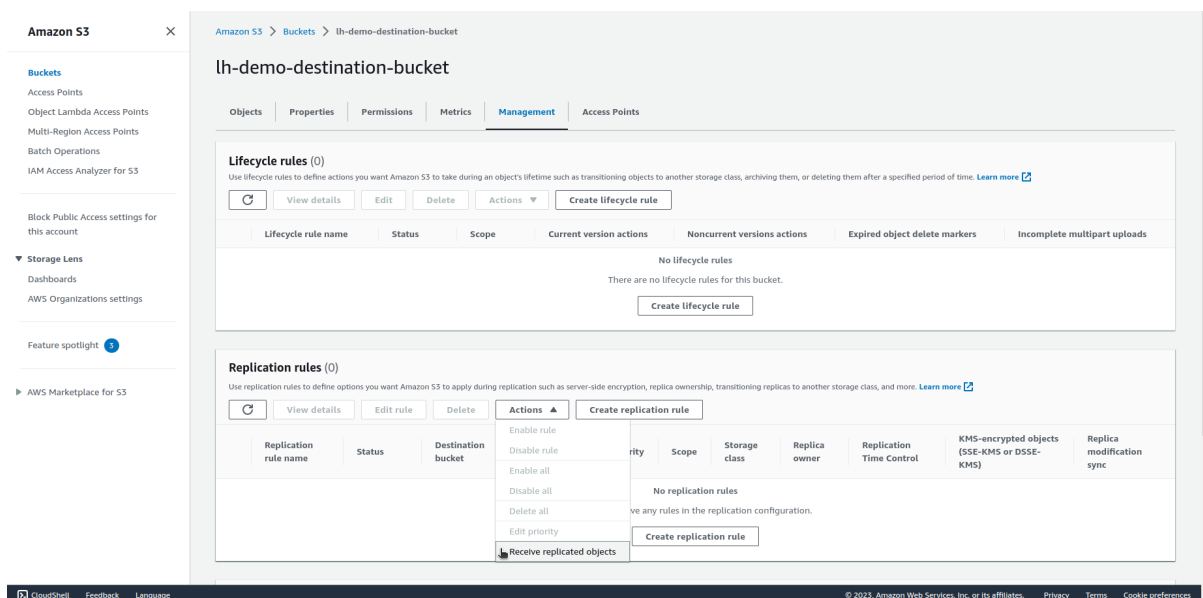 Amazon S3
Buckets
Access Points
Object Lambda Access Points
Multi-Region Access Points
Batch Operations
IAM Access Analyzer for S3
Block Public Access settings for
this account
Storage Lens
Dashboards
AWS Organizations settings
Feature spotlight 3
AWS Marketplace for S3
Amazon S3 > Buckets > lh-demo-destination-bucket
lh-demo-destination-bucket
Objects Properties Permissions Metrics Management Access Points
Lifecycle rules (0)
Use lifecycle rules to define actions you want Amazon S3 to take during an object's lifetime such as transitioning objects to another storage class, archiving them, or deleting them after a specified period of time. Learn more
View details Edit Delete Actions Create lifecycle rule
Lifecycle rule name Status Scope Current version actions Noncurrent versions actions Expired object delete markers Incomplete multipart uploads
No lifecycle rules
There are no lifecycle rules for this bucket.
Create lifecycle rule
Replication rules (0)
Use replication rules to define options you want Amazon S3 to apply during replication such as server-side encryption, replica ownership, transitioning replicas to another storage class, and more. Learn more
View details Edit rule Delete Actions Create replication rule
Enable rule
Disable rule
Enable all
Disable all
Delete all
Edit priority
Receive replicated objects
Replication
rule name
Status
Destination
bucket
rity
Scope
Storage
class
Replica
owner
Replication
Time Control
KMS-encrypted objects
(SSE-KMS or DSSE-
KMS)
Replica
modification
sync
No replication rules
ve any rules in the replication configuration.
Create replication rule
CloudShell Feedback Language © 2023, Amazon Web Services, Inc. or its affiliates. Privacy Terms Cookie preferences